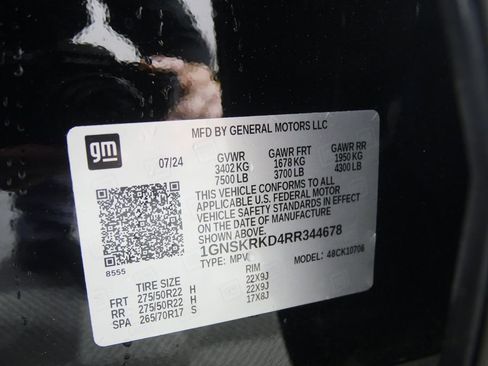 MFD BY GENERAL MOTORS LLC
gm
07/24 GVWR GAWR FRT GAWR RR
3402 KG 1678 KG 1950 KG
7500 LB 3700 LB 4300 LB
THIS VEHICLE CONFORMS TO ALL
APPLICABLE U.S. FEDERAL MOTOR
VEHICLE SAFETY STANDARDS IN EFFECT
ON THE DATE OF MANUFACTURE SHOWN ABOVE.
1GNSKRKD4RR344678
TYPE: MPV MODEL: 48CK10706
8555
TIRE SIZE RIM
FRT 275/50R22 H 22X9J
RR 275/50R22 H 22X9J
SPA 265/70R17 S 17X8J